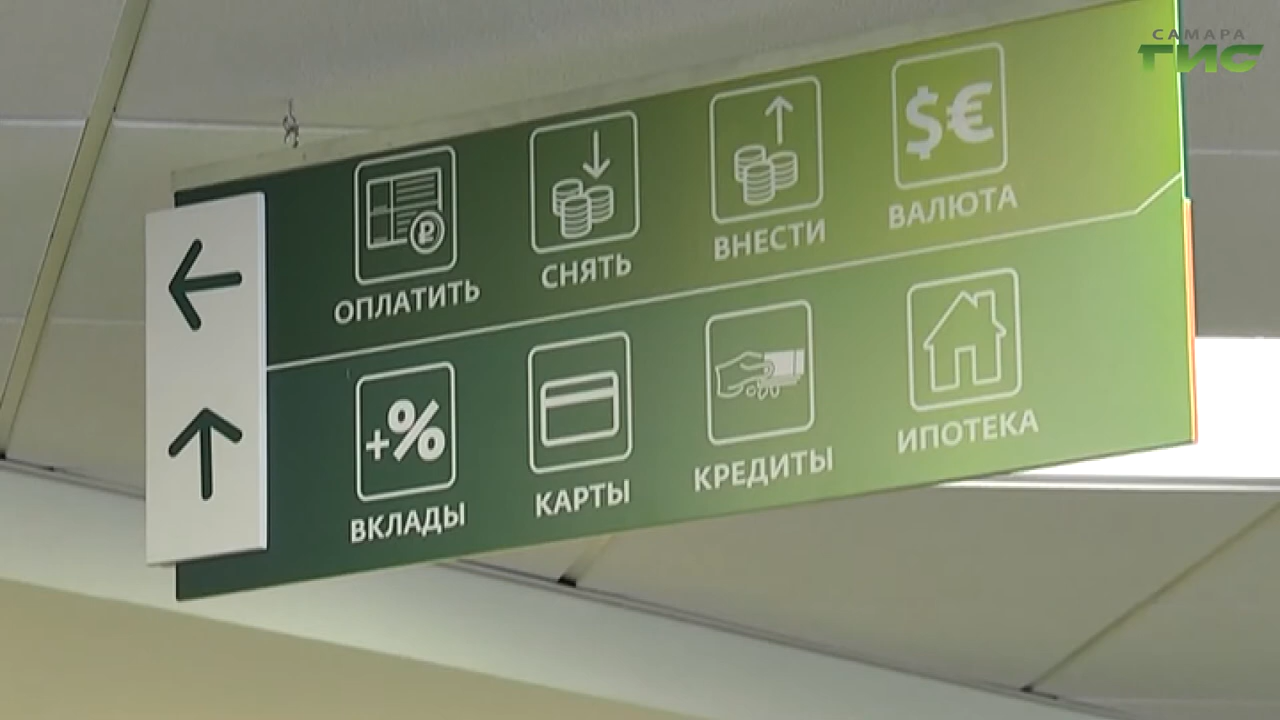 САМАРА
ГИС
$€
₽
ОПЛАТИТЬ
СНЯТЬ
ВНЕСТИ
ВАЛЮТА
+%
ВКЛАДЫ
КАРТЫ
КРЕДИТЫ
ИПОТЕКА